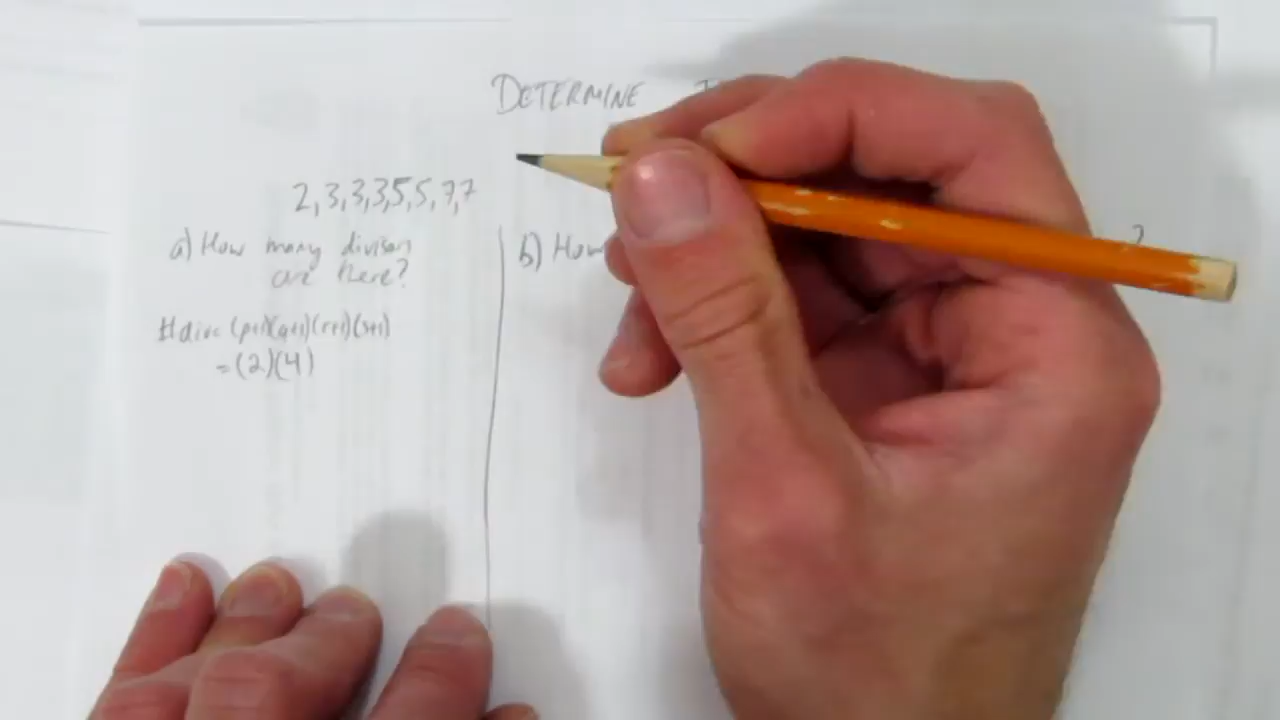 DETERMINE
2, 3, 3, 3, 5, 5, 7, 7
a) How many divisors
are there?
b) How
?
#div = (p+1)(q+1)(r+1)(s+1)
= (2)(4)